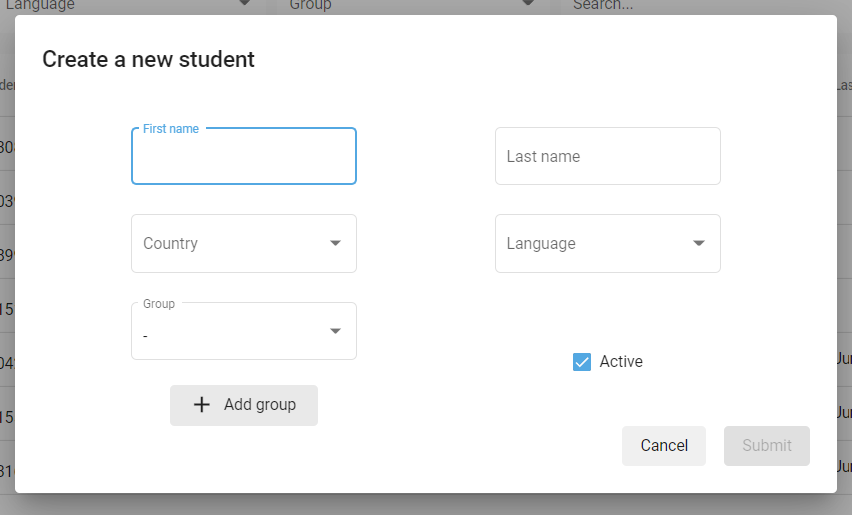 Language Group Search...
Create a new student
First name
Last name
Country
Language
Group
-
Active
Add group
Cancel Submit